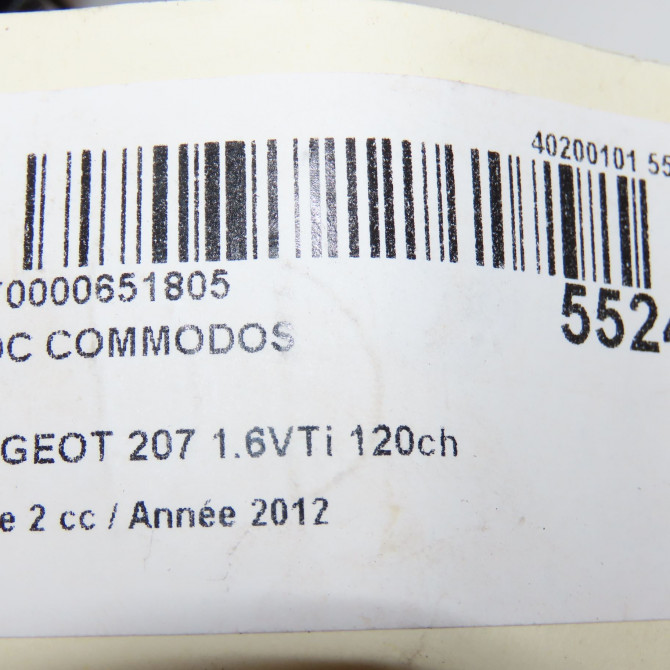 40200101 55
T0000651805
5524
OC COMMODOS
GEOT 207 1.6VTi 120ch
e 2 cc / Année 2012